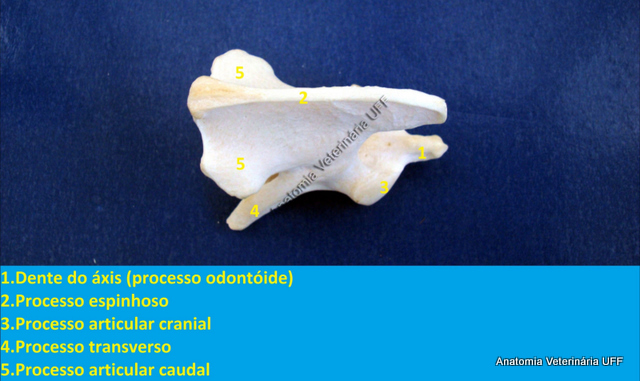 5
2
Anatomia Veterinária UFF
1
5
3
4
1.Dente do áxis (processo odontóide)
2.Processo espinhoso
3.Processo articular cranial
4.Processo transverso
5.Processo articular caudal
Anatomia Veterinária UFF